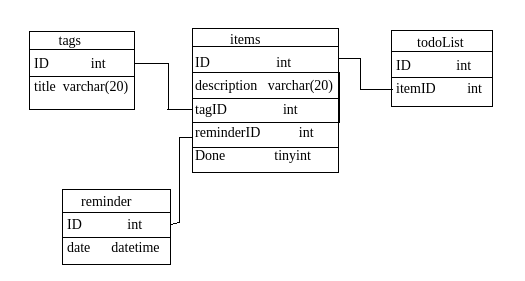 tags
ID int
title varchar(20)
items
ID int
description varchar(20)
tagID int
reminderID int
Done tinyint
todoList
ID int
itemID int
reminder
ID int
date datetime